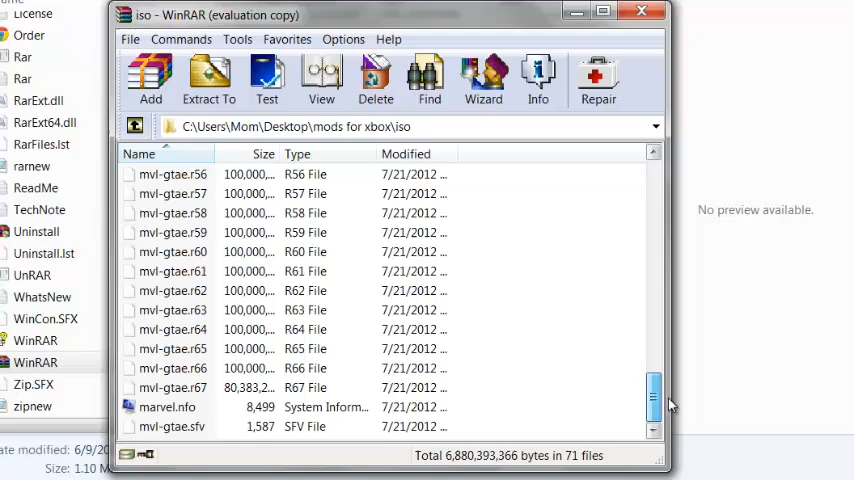 License
Order
Rar
Rar
RarExt.dll
RarExt64.dll
RarFiles.lst
rarnew
ReadMe
TechNote
Uninstall
Uninstall.lst
UnRAR
WhatsNew
WinCon.SFX
WinRAR
WinRAR
Zip.SFX
zipnew
ate modified: 6/9/20
Size: 1.10 M
iso - WinRAR (evaluation copy)
File Commands Tools Favorites Options Help
Add Extract To Test View Delete Find Wizard Info Repair
C:\Users\Mom\Desktop\mods for xbox\iso
Name Size Type Modified
mvl-gtae.r56 100,000,... R56 File 7/21/2012 ...
mvl-gtae.r57 100,000,... R57 File 7/21/2012 ...
mvl-gtae.r58 100,000,... R58 File 7/21/2012 ...
mvl-gtae.r59 100,000,... R59 File 7/21/2012 ...
mvl-gtae.r60 100,000,... R60 File 7/21/2012 ...
mvl-gtae.r61 100,000,... R61 File 7/21/2012 ...
mvl-gtae.r62 100,000,... R62 File 7/21/2012 ...
mvl-gtae.r63 100,000,... R63 File 7/21/2012 ...
mvl-gtae.r64 100,000,... R64 File 7/21/2012 ...
mvl-gtae.r65 100,000,... R65 File 7/21/2012 ...
mvl-gtae.r66 100,000,... R66 File 7/21/2012 ...
mvl-gtae.r67 80,383,2... R67 File 7/21/2012 ...
marvel.nfo 8,499 System Inform... 7/21/2012 ...
mvl-gtae.sfv 1,587 SFV File 7/21/2012 ...
Total 6,880,393,366 bytes in 71 files
No preview available.